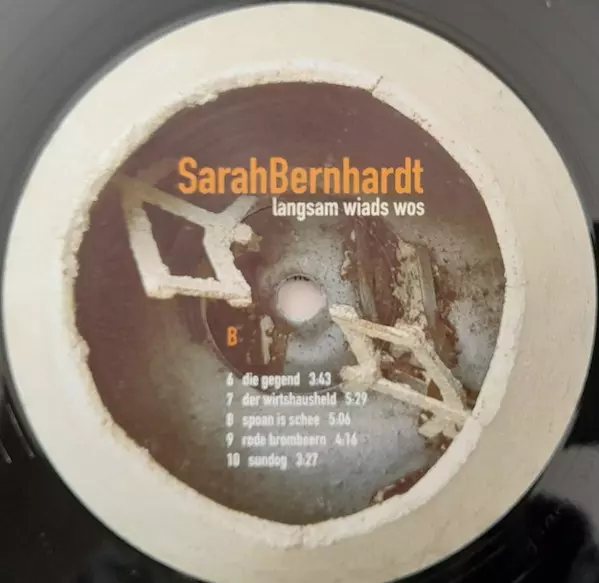 SarahBernhardt
langsam wiads wos
B
6 die gegend 3:43
7 der wirtshausheld 5:29
8 spoan is schee 5:06
9 rode brombeern 4:16
10 sundog 3:27